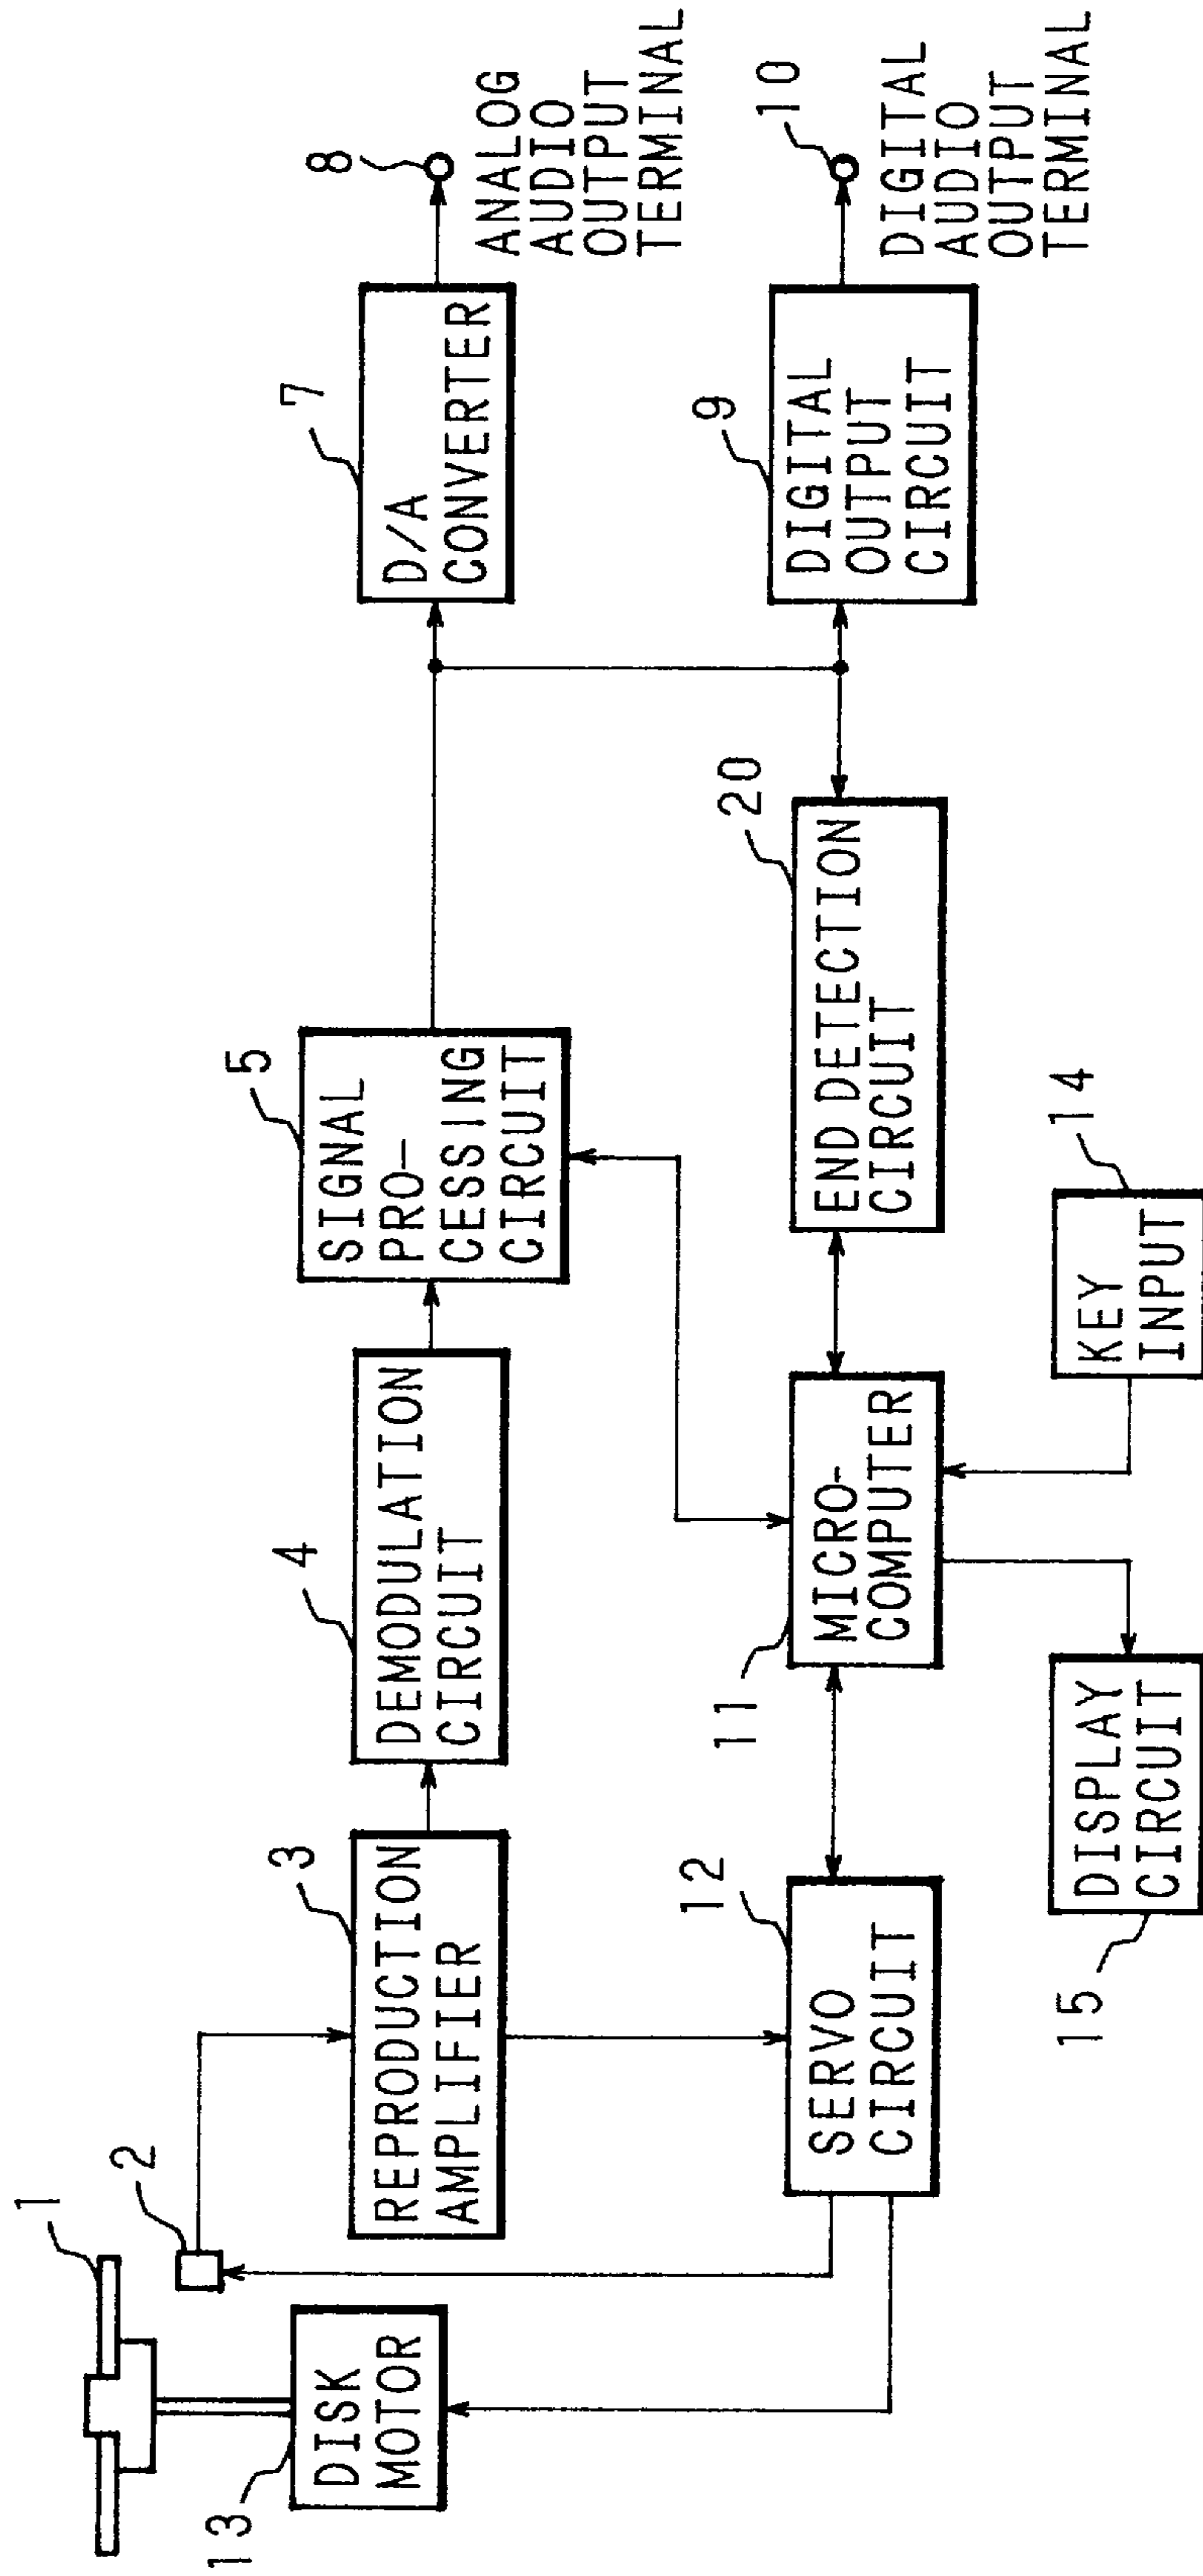 1
2
3
REPRODUCTION
AMPLIFIER
4
DEMODULATION
CIRCUIT
5
SIGNAL
PRO-
CESSING
CIRCUIT
7
D/A
CONVERTER
8
ANALOG
AUDIO
OUTPUT
TERMINAL
13
DISK
MOTOR
12
SERVO
CIRCUIT
11
MICRO-
COMPUTER
20
END DETECTION
CIRCUIT
9
DIGITAL
OUTPUT
CIRCUIT
10
DIGITAL
AUDIO
OUTPUT
TERMINAL
15
DISPLAY
CIRCUIT
14
KEY
INPUT